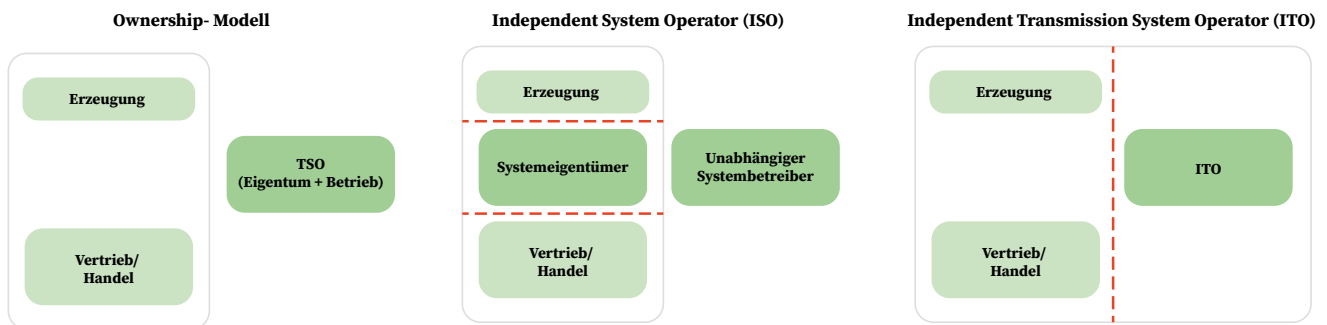 Ownership- Modell
Erzeugung
TSO
(Eigentum + Betrieb)
Vertrieb/
Handel
Independent System Operator (ISO)
Erzeugung
Systemeigentümer
Unabhängiger
Systembetreiber
Vertrieb/
Handel
Independent Transmission System Operator (ITO)
Erzeugung
ITO
Vertrieb/
Handel